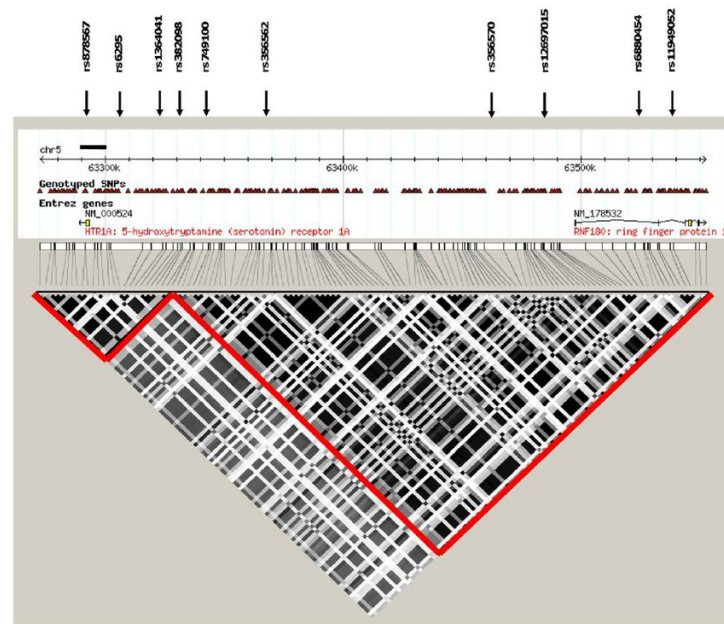 rs878567
rs6295
rs1364041
rs382098
rs749100
rs356562
rs356570
rs12697015
rs6880454
rs11949052
chr5
63300k 63400k 63500k
Genotyped SNPs
Entrez genes
NM_000524 NM_178532
HTR1A: 5-hydroxytryptamine (serotonin) receptor 1A RNF180: ring finger protein